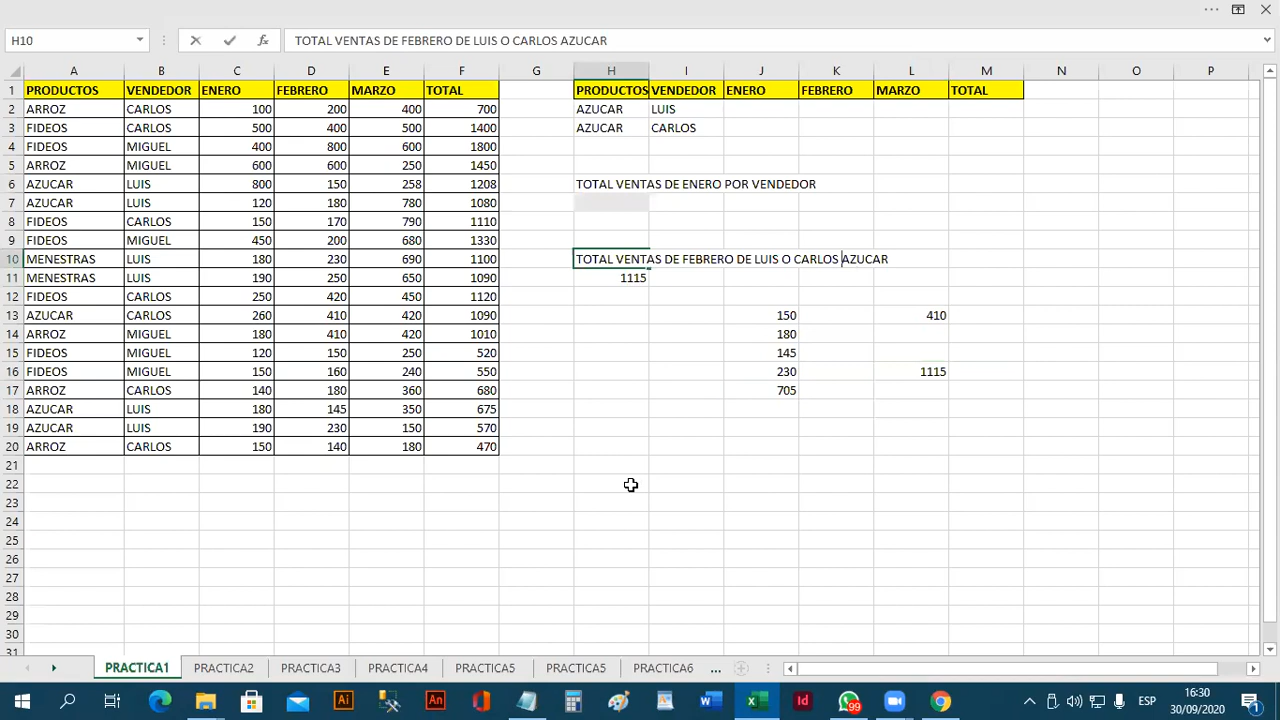 H10 TOTAL VENTAS DE FEBRERO DE LUIS O CARLOS AZUCAR
A B C D E F G H I J K L M N O P
1 PRODUCTOS VENDEDOR ENERO FEBRERO MARZO TOTAL PRODUCTOS VENDEDOR ENERO FEBRERO MARZO TOTAL
2 ARROZ CARLOS 100 200 400 700 AZUCAR LUIS
3 FIDEOS CARLOS 500 400 500 1400 AZUCAR CARLOS
4 FIDEOS MIGUEL 400 800 600 1800
5 ARROZ MIGUEL 600 600 250 1450
6 AZUCAR LUIS 800 150 258 1208 TOTAL VENTAS DE ENERO POR VENDEDOR
7 AZUCAR LUIS 120 180 780 1080
8 FIDEOS CARLOS 150 170 790 1110
9 FIDEOS MIGUEL 450 200 680 1330
10 MENESTRAS LUIS 180 230 690 1100 TOTAL VENTAS DE FEBRERO DE LUIS O CARLOS AZUCAR
11 MENESTRAS LUIS 190 250 650 1090 1115
12 FIDEOS CARLOS 250 420 450 1120
13 AZUCAR CARLOS 260 410 420 1090 150 410
14 ARROZ MIGUEL 180 410 420 1010 180
15 FIDEOS MIGUEL 120 150 250 520 145
16 FIDEOS MIGUEL 150 160 240 550 230 1115
17 ARROZ CARLOS 140 180 360 680 705
18 AZUCAR LUIS 180 145 350 675
19 AZUCAR LUIS 190 230 150 570
20 ARROZ CARLOS 150 140 180 470
21
22
23
24
25
26
27
28
29
30
31
PRACTICA1 PRACTICA2 PRACTICA3 PRACTICA4 PRACTICA5 PRACTICA5 PRACTICA6 ...
Ai An Id 99 ESP 16:30
30/09/2020 1